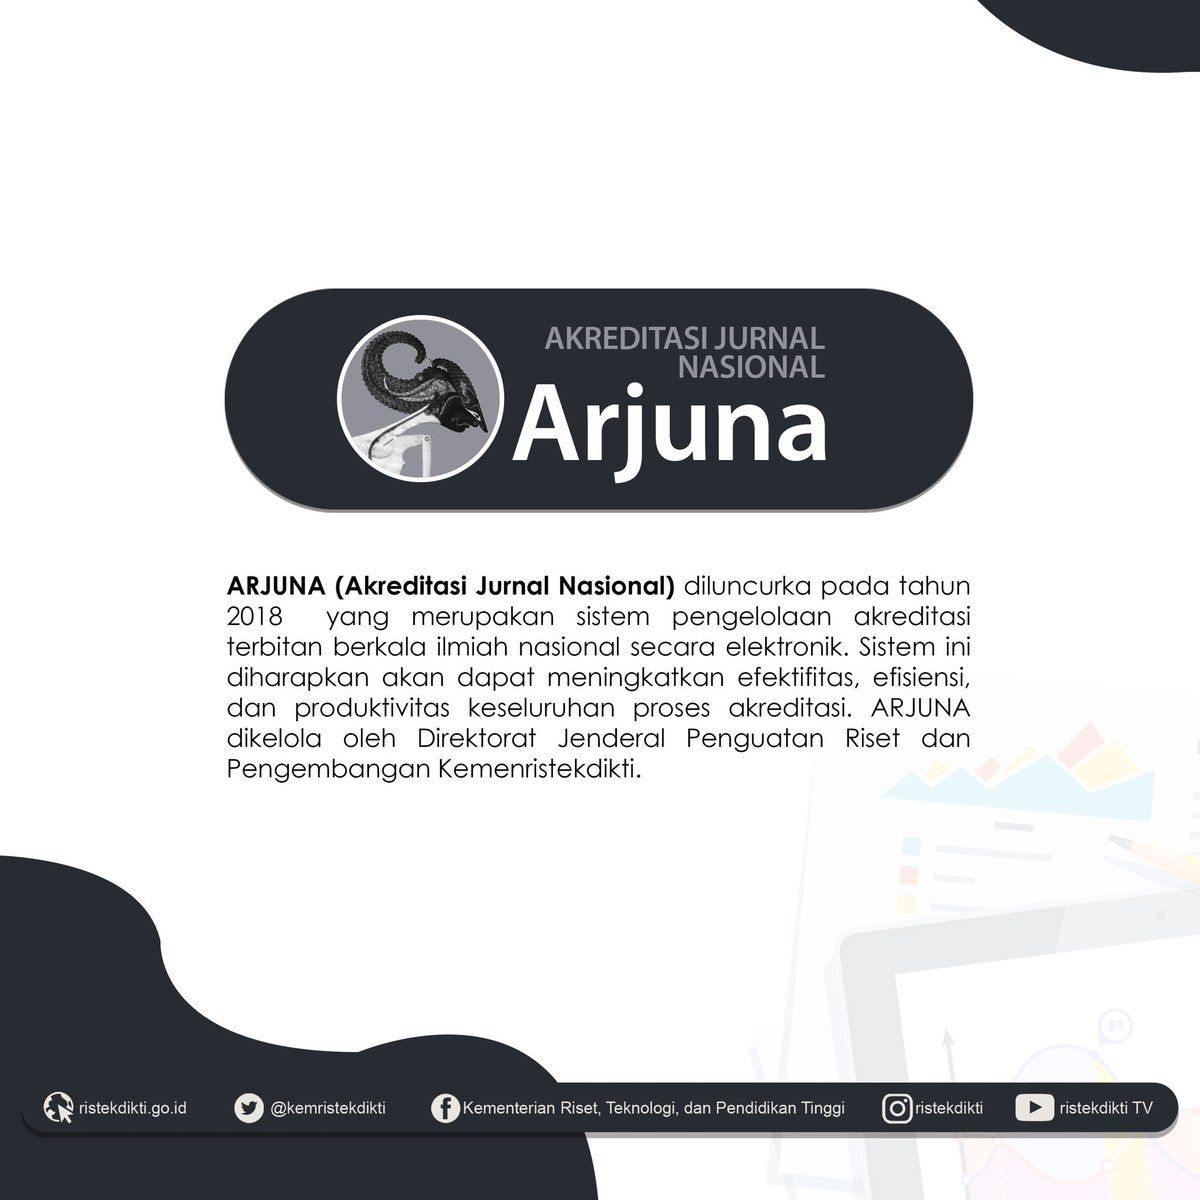 AKREDITASI JURNAL
NASIONAL
Arjuna
ARJUNA (Akreditasi Jurnal Nasional) diluncurka pada tahun
2018 yang merupakan sistem pengelolaan akreditasi
terbitan berkala ilmiah nasional secara elektronik. Sistem ini
diharapkan akan dapat meningkatkan efektifitas, efisiensi,
dan produktivitas keseluruhan proses akreditasi. ARJUNA
dikelola oleh Direktorat Jenderal Penguatan Riset dan
Pengembangan Kemenristekdikti.
82
ristekdikti.go.id
@kemristekdikti
Kementerian Riset, Teknologi, dan Pendidikan Tinggi
ristekdikti
ristekdikti TV